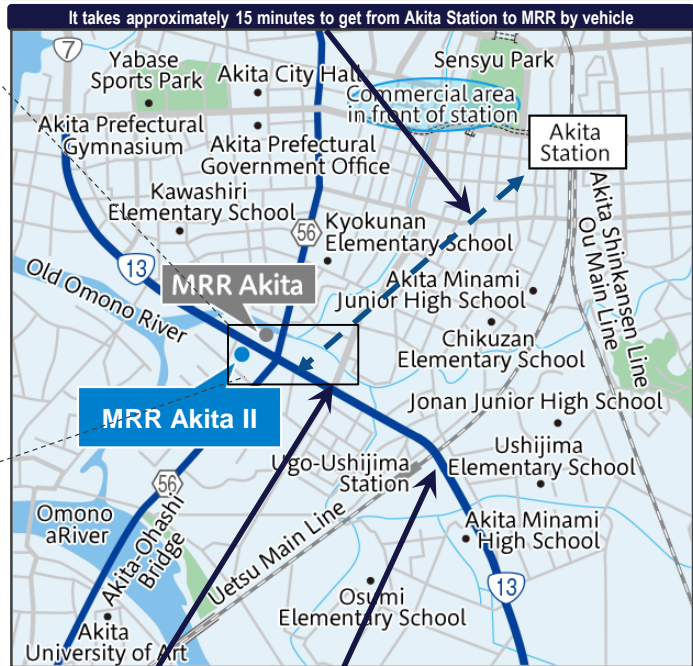 It takes approximately 15 minutes to get from Akita Station to MRR by vehicle
7
Yabase
Sports Park
Akita City Hall
Sensyu Park
Commercial area
in front of station
Akita Prefectural
Gymnasium
Akita Prefectural
Government Office
Akita
Station
Kawashiri
Elementary School
56
Kyokunan
Elementary School
Akita Shinkansen Line
Ou Main Line
13
Old Omono River
MRR Akita
Akita Minami
Junior High School
Chikuzan
Elementary School
MRR Akita II
Jonan Junior High School
Ugo-Ushijima
Station
Ushijima
Elementary School
56
Omono
aRiver
Akita-Ohashi
Bridge
Uetsu Main Line
Akita Minami
High School
13
Osumi
Elementary School
Akita
University of Art